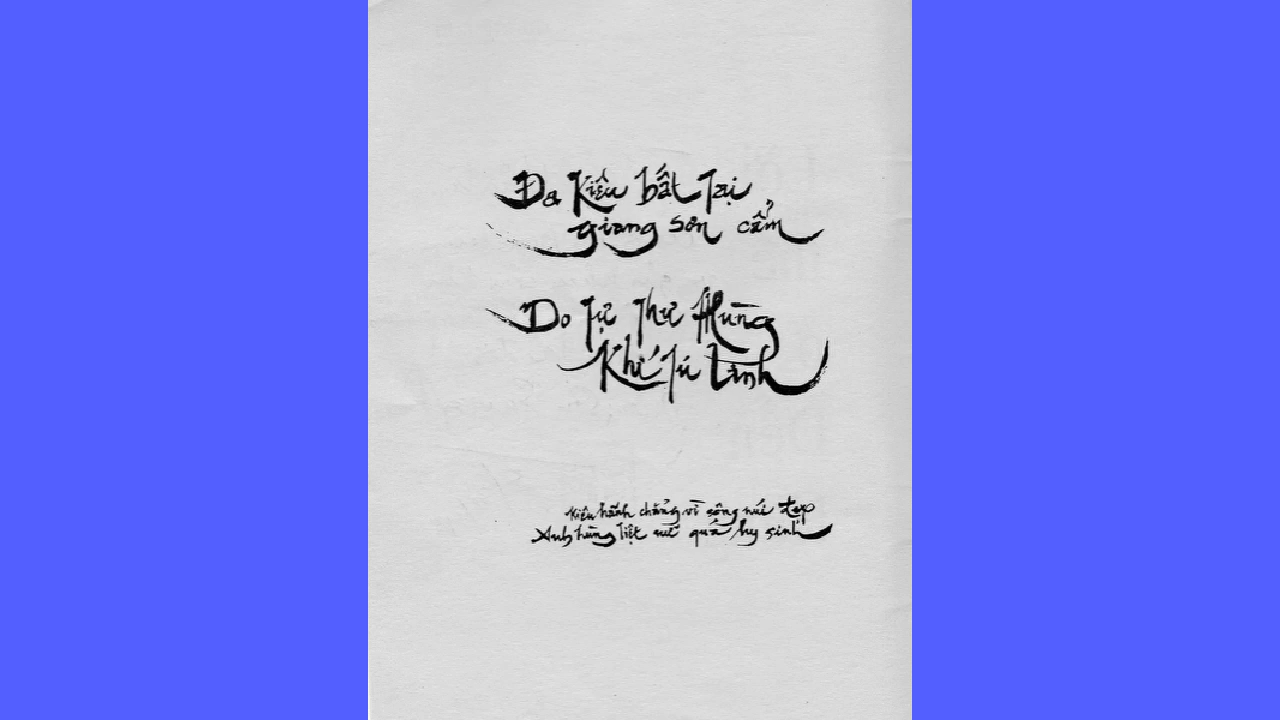 Đa Kiều bất Tại
giang sơn cẩm
Do Tự Thư Hùng
Khí Tú Linh
Kiêu hãnh chẳng vì sông núi đẹp
Anh hùng liệt nữ quá hy sinh